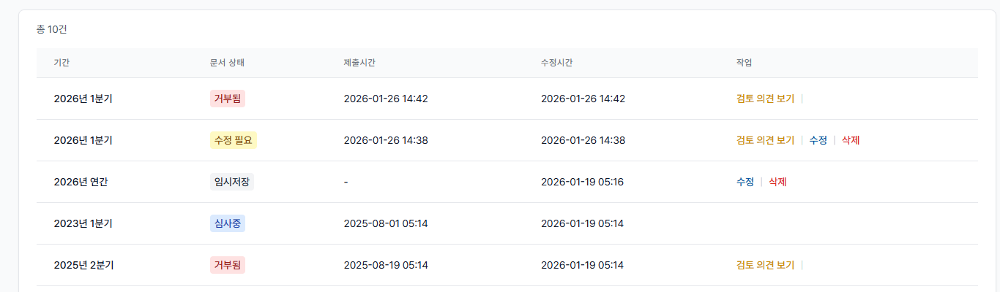 총 10건
기간 문서 상태 제출시간 수정시간 작업
2026년 1분기 거부됨 2026-01-26 14:42 2026-01-26 14:42 검토 의견 보기 |
2026년 1분기 수정 필요 2026-01-26 14:38 2026-01-26 14:38 검토 의견 보기 | 수정 | 삭제
2026년 연간 임시저장 - 2026-01-19 05:16 수정 | 삭제
2023년 1분기 심사중 2025-08-01 05:14 2026-01-19 05:14
2025년 2분기 거부됨 2025-08-19 05:14 2026-01-19 05:14 검토 의견 보기 |